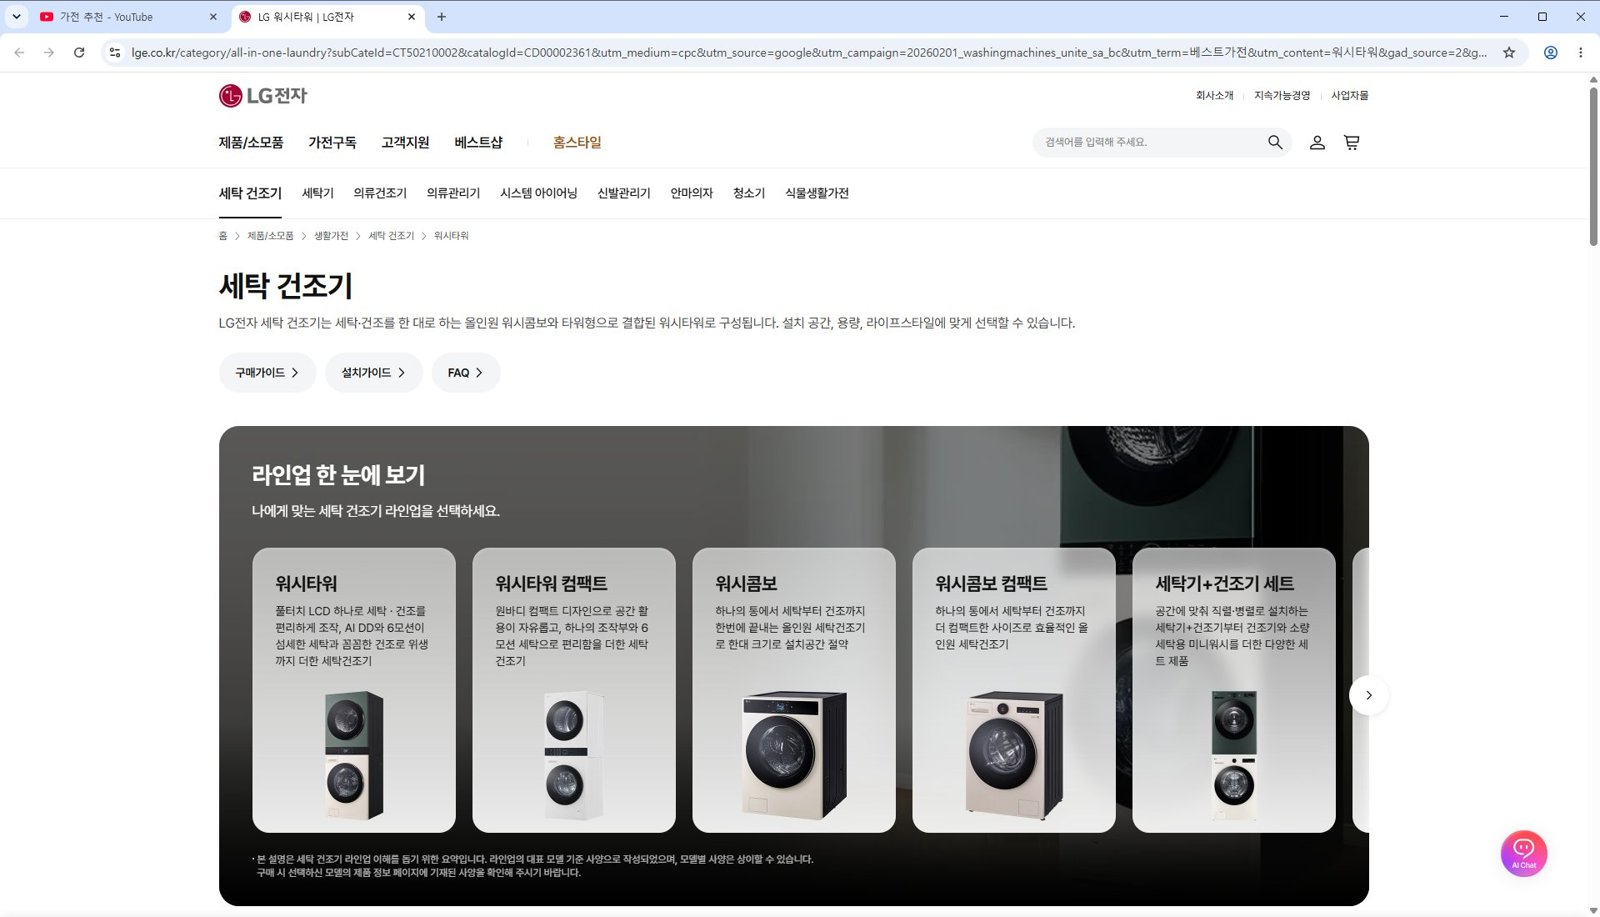 가전 추천 - YouTube
LG 워시타워 | LG전자
lge.co.kr/category/all-in-one-laundry?subCateId=CT50210002&catalogId=CD00002361&utm_medium=cpc&utm_source=google&utm_campaign=20260201_washingmachines_unite_sa_bc&utm_term=베스트가전&utm_content=워시타워&gad_source=2&g...
LG전자
회사소개
지속가능경영
사업자몰
제품/소모품
가전구독
고객지원
베스트샵
홈스타일
검색어를 입력해 주세요.
세탁 건조기
세탁기
의류건조기
의류관리기
시스템 아이어닝
신발관리기
안마의자
청소기
식물생활가전
홈 > 제품/소모품 > 생활가전 > 세탁 건조기 > 워시타워
세탁 건조기
LG전자 세탁 건조기는 세탁·건조를 한 대로 하는 올인원 워시콤보와 타워형으로 결합된 워시타워로 구성됩니다. 설치 공간, 용량, 라이프스타일에 맞게 선택할 수 있습니다.
구매가이드
설치가이드
FAQ
라인업 한 눈에 보기
나에게 맞는 세탁 건조기 라인업을 선택하세요.
워시타워
풀터치 LCD 하나로 세탁 · 건조를
편리하게 조작, AI DD와 6모션이
섬세한 세탁과 꼼꼼한 건조로 위생
까지 더한 세탁건조기
워시타워 컴팩트
원바디 컴팩트 디자인으로 공간 활
용이 자유롭고, 하나의 조작부와 6
모션 세탁으로 편리함을 더한 세탁
건조기
워시콤보
하나의 통에서 세탁부터 건조까지
한번에 끝내는 올인원 세탁건조기
로 한대 크기로 설치공간 절약
워시콤보 컴팩트
하나의 통에서 세탁부터 건조까지
더 컴팩트한 사이즈로 효율적인 올
인원 세탁건조기
세탁기+건조기 세트
공간에 맞춰 직렬·병렬로 설치하는
세탁기+건조기부터 건조기와 소량
세탁용 미니워시를 더한 다양한 세
트 제품
· 본 설명은 세탁 건조기 라인업 이해를 돕기 위한 요약입니다. 라인업의 대표 모델 기준 사양으로 작성되었으며, 모델별 사양은 상이할 수 있습니다.
구매 시 선택하신 모델의 제품 정보 페이지에 기재된 사양을 확인해 주시기 바랍니다.
AI Chat